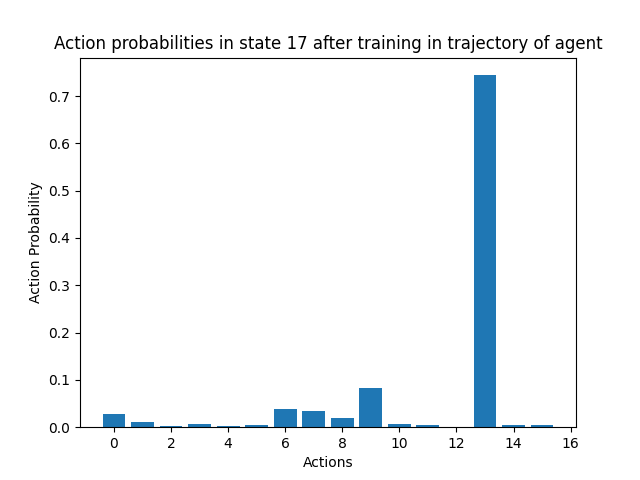 Action probabilities in state 17 after training in trajectory of agent
Action Probability
0.7
0.6
0.5
0.4
0.3
0.2
0.1
0.0
0 2 4 6 8 10 12 14 16
Actions